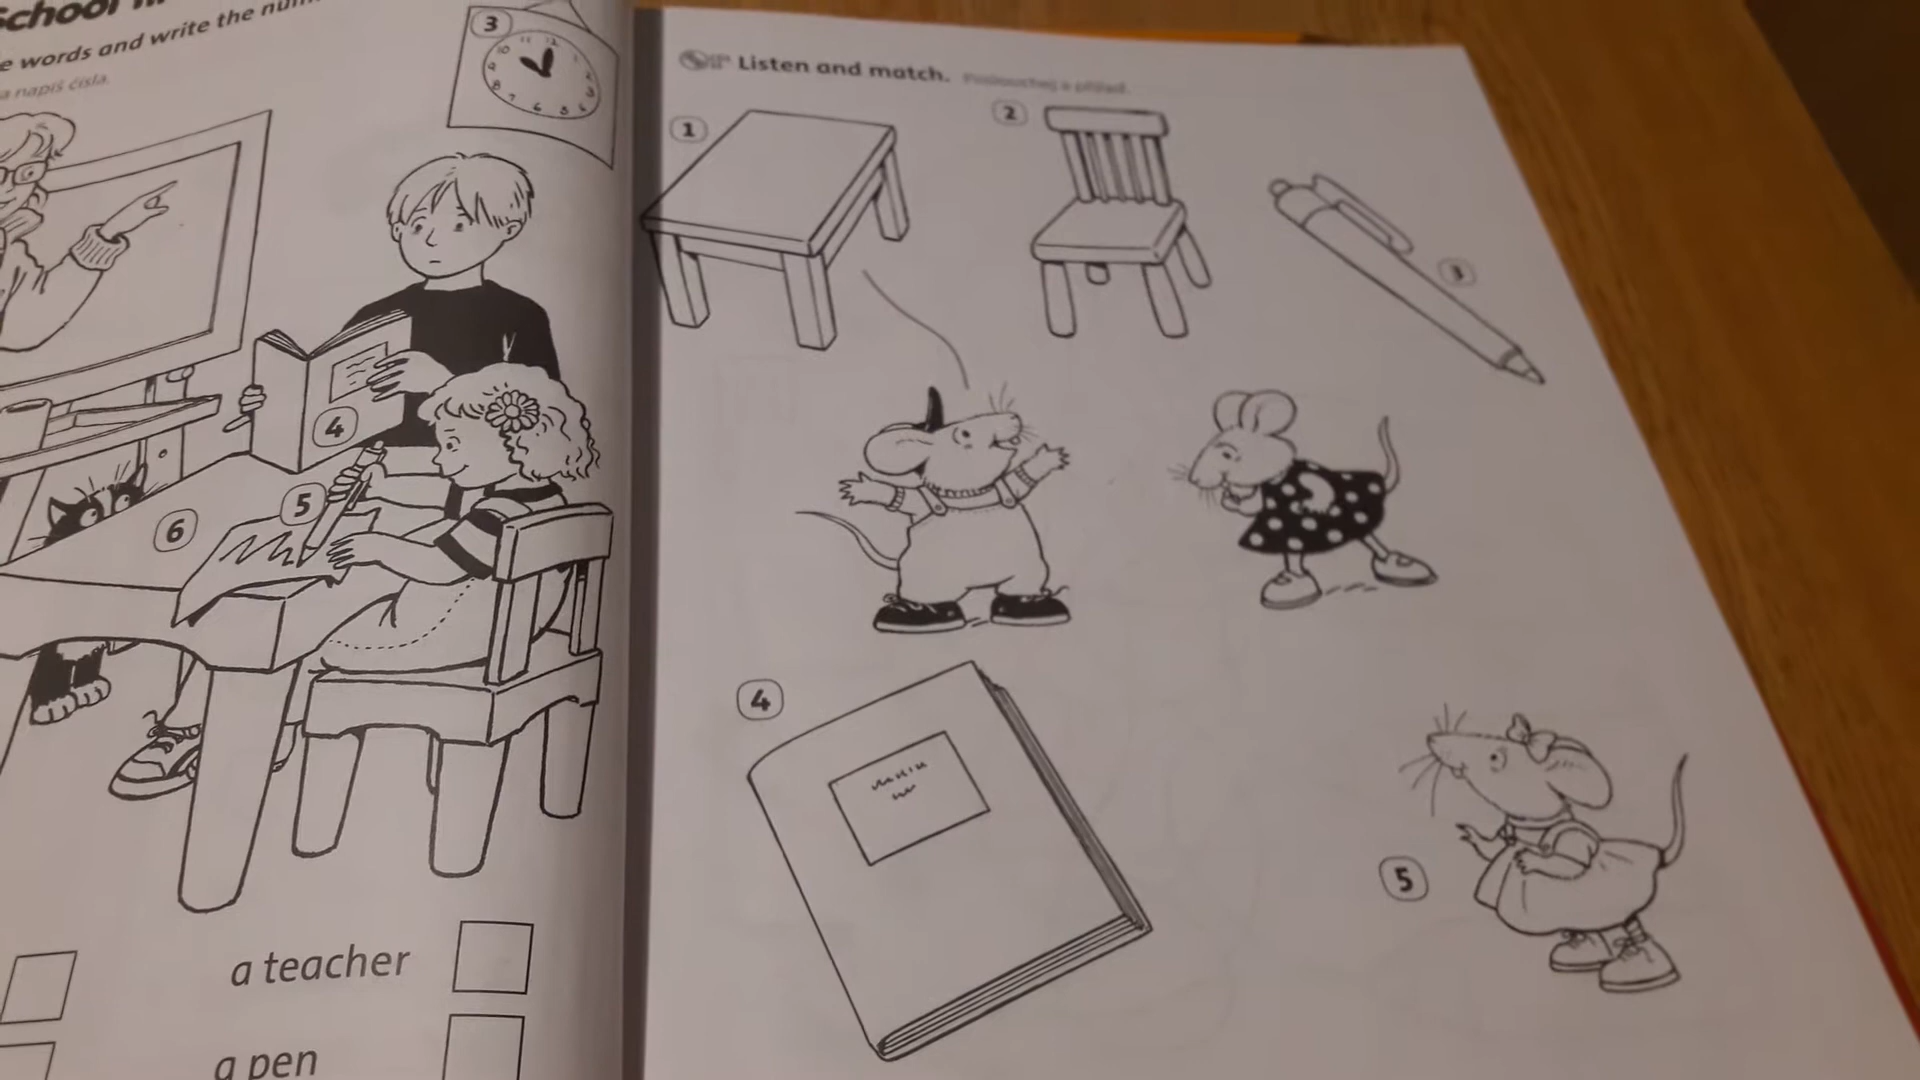 School
e words and write the
a napiš čísla.
3
4
5
6
a teacher
a pen
Listen and match.
1
2
3
4
5